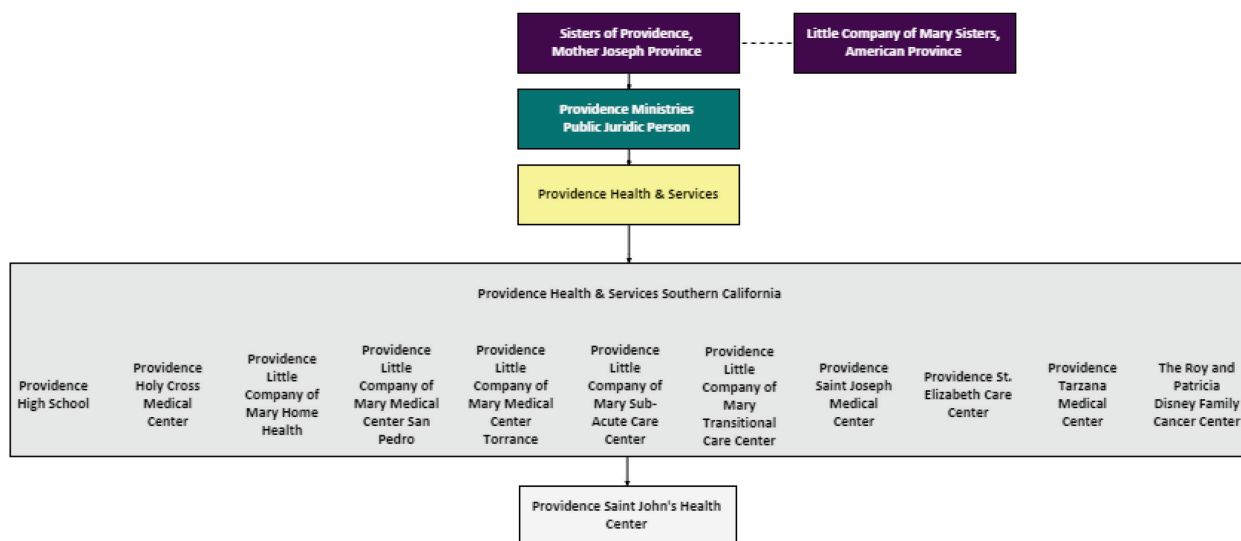 Sisters of Providence,
Mother Joseph Province
Little Company of Mary Sisters,
American Province
Providence Ministries
Public Juridic Person
Providence Health & Services
Providence Health & Services Southern California
Providence
High School
Providence
Holy Cross
Medical
Center
Providence
Little
Company of
Mary Home
Health
Providence
Little
Company of
Mary Medical
Center San
Pedro
Providence
Little
Company of
Mary Medical
Center
Torrance
Providence
Little
Company of
Mary Sub-
Acute Care
Center
Providence
Little
Company of
Mary
Transitional
Care Center
Providence
Saint Joseph
Medical
Center
Providence St.
Elizabeth Care
Center
Providence
Tarzana
Medical
Center
The Roy and
Patricia
Disney Family
Cancer Center
Providence Saint John's Health
Center